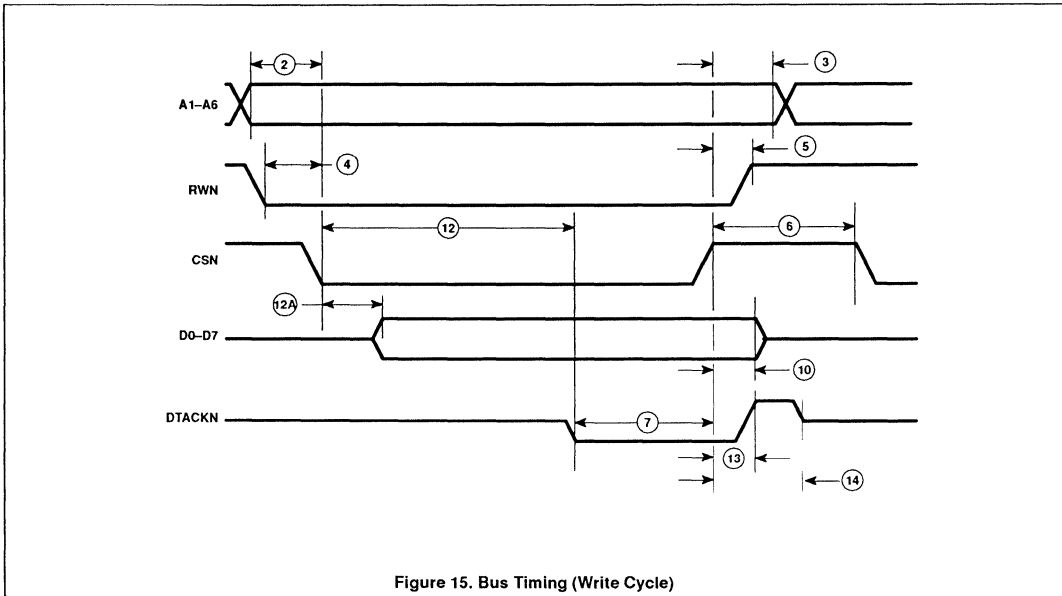 2
3
A1–A6
5
4
RWN
12
6
CSN
12A
D0–D7
10
DTACKN
7
13
14
Figure 15. Bus Timing (Write Cycle)